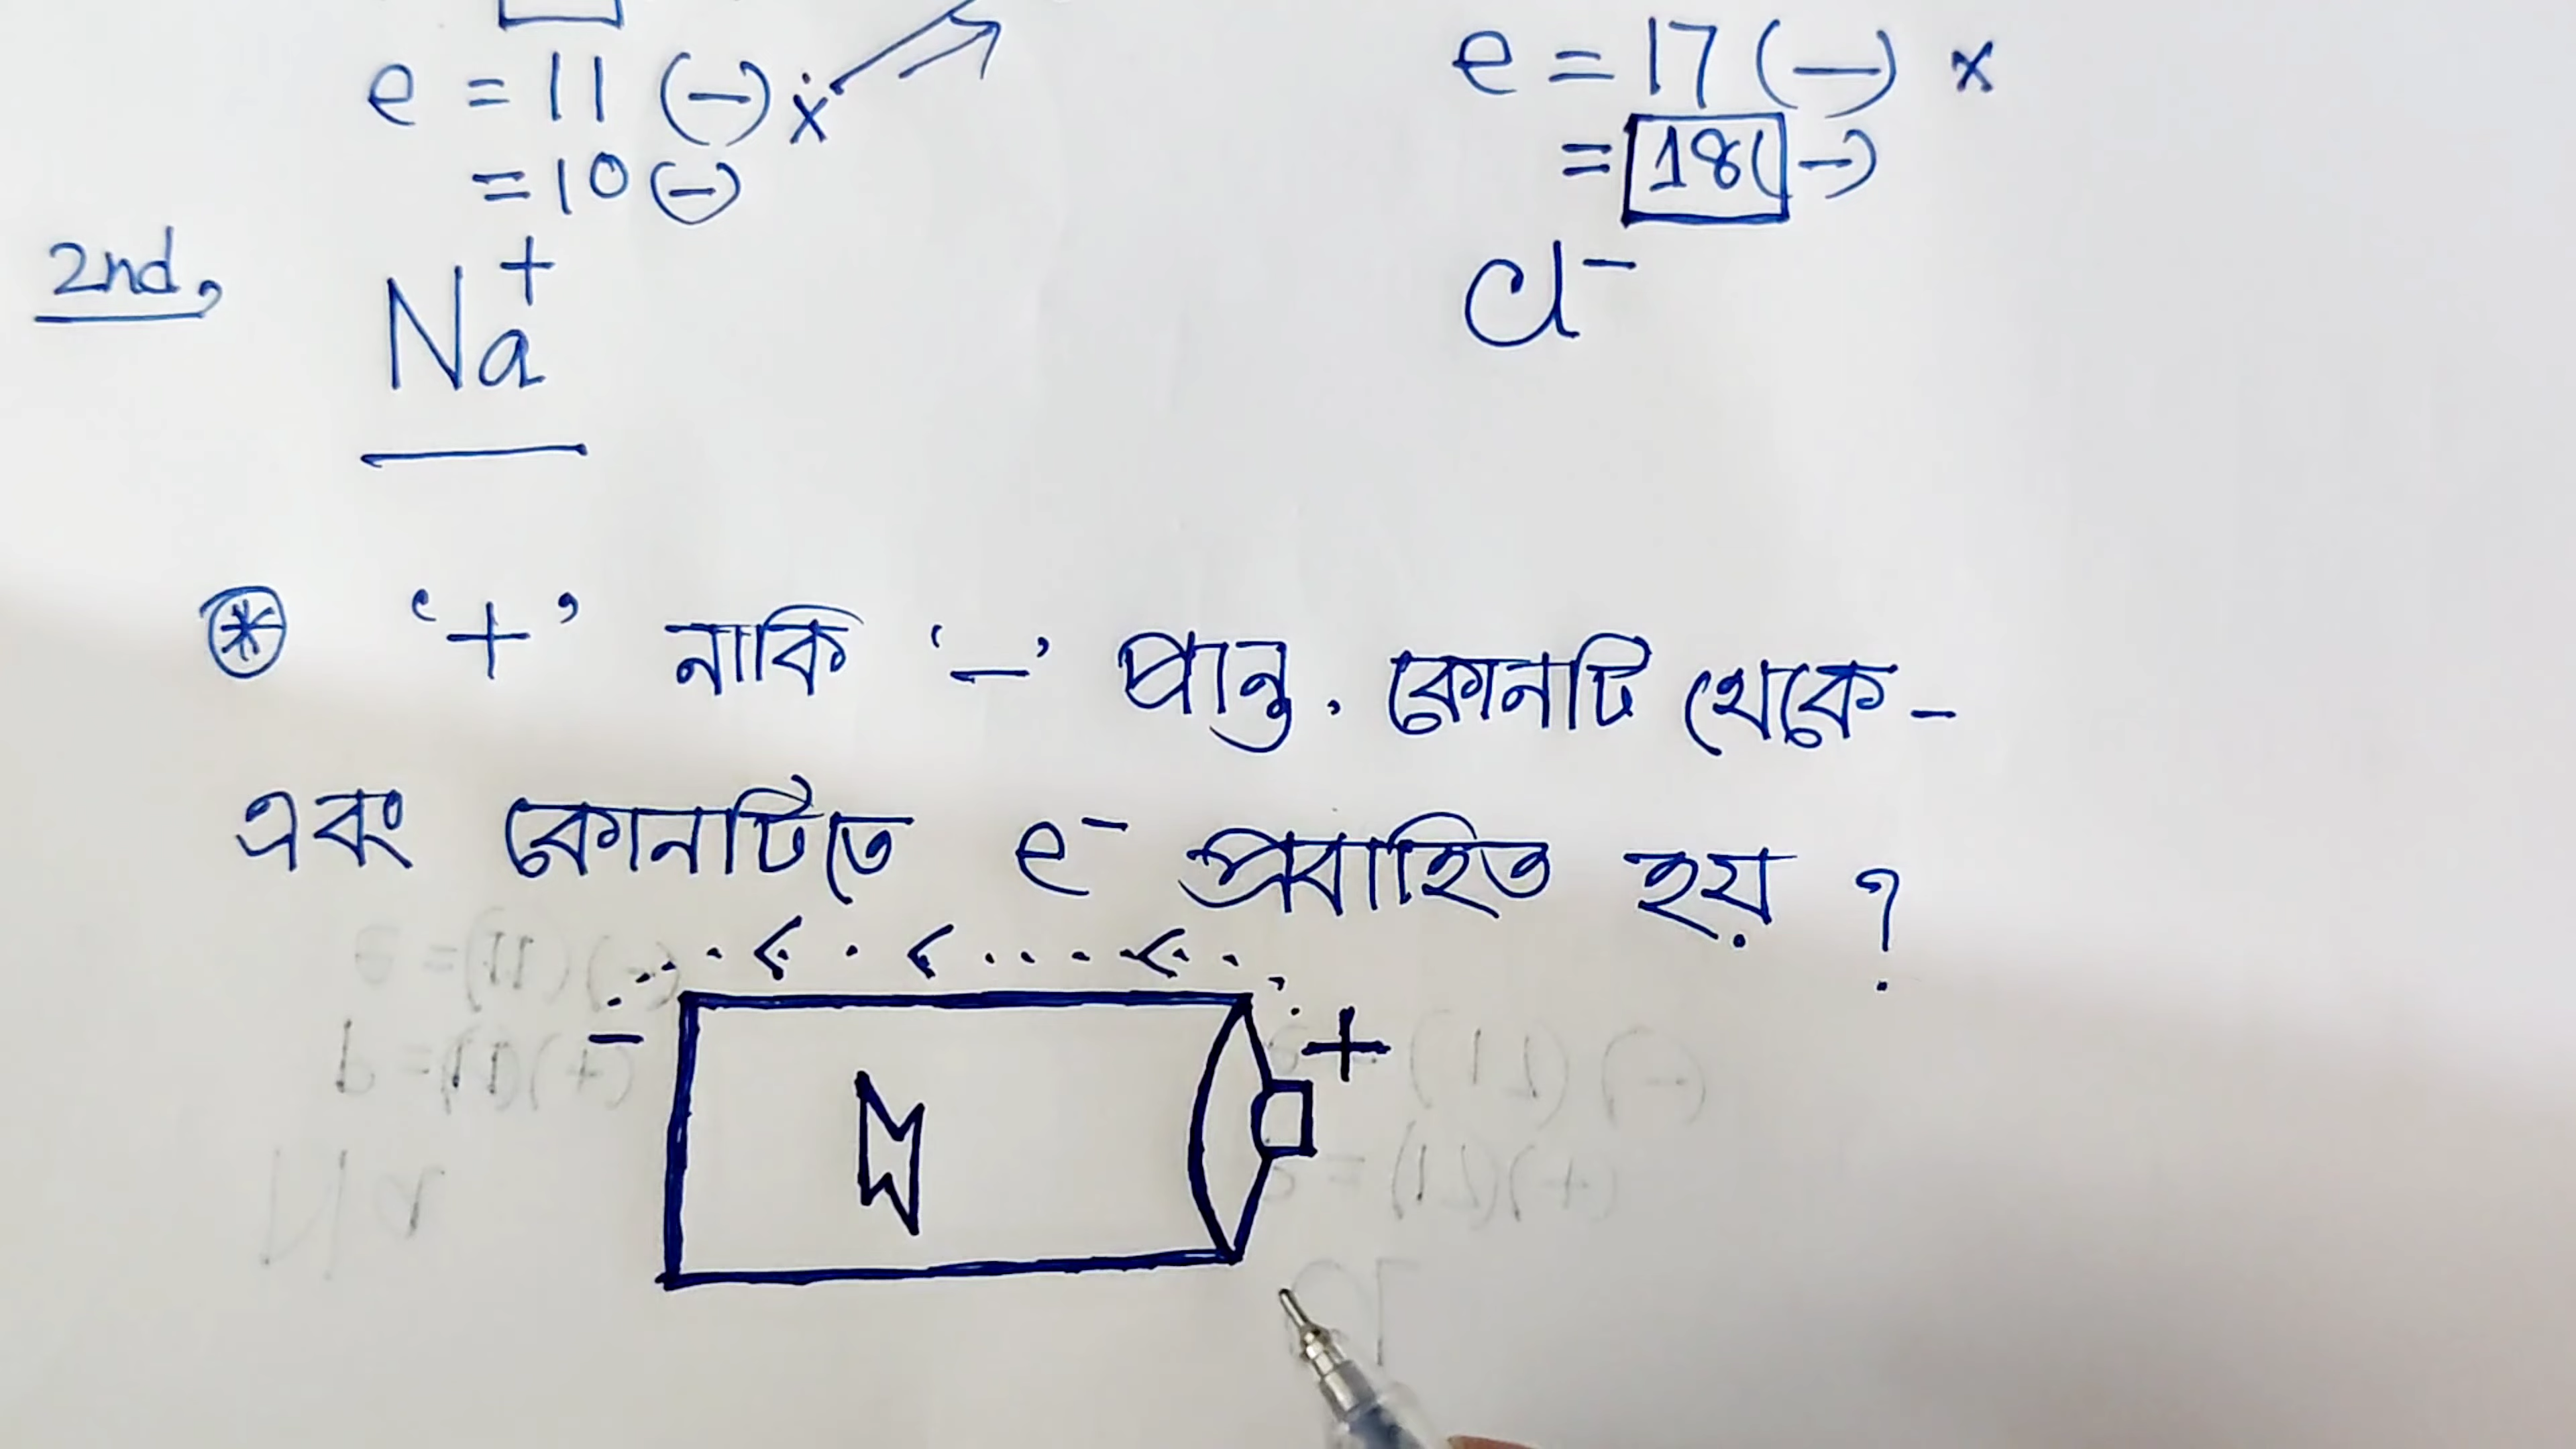 e = 11 (–) x
e = 17 (–) x
= 10 (–)
= 18 (–)
2nd,
Na⁺
Cl⁻
⊛ ‘+’ নাকি ‘–’ প্রান্ত, কোনটি থেকে -
এবং কোনটিতে e⁻ প্রবাহিত হয় ?
–
+